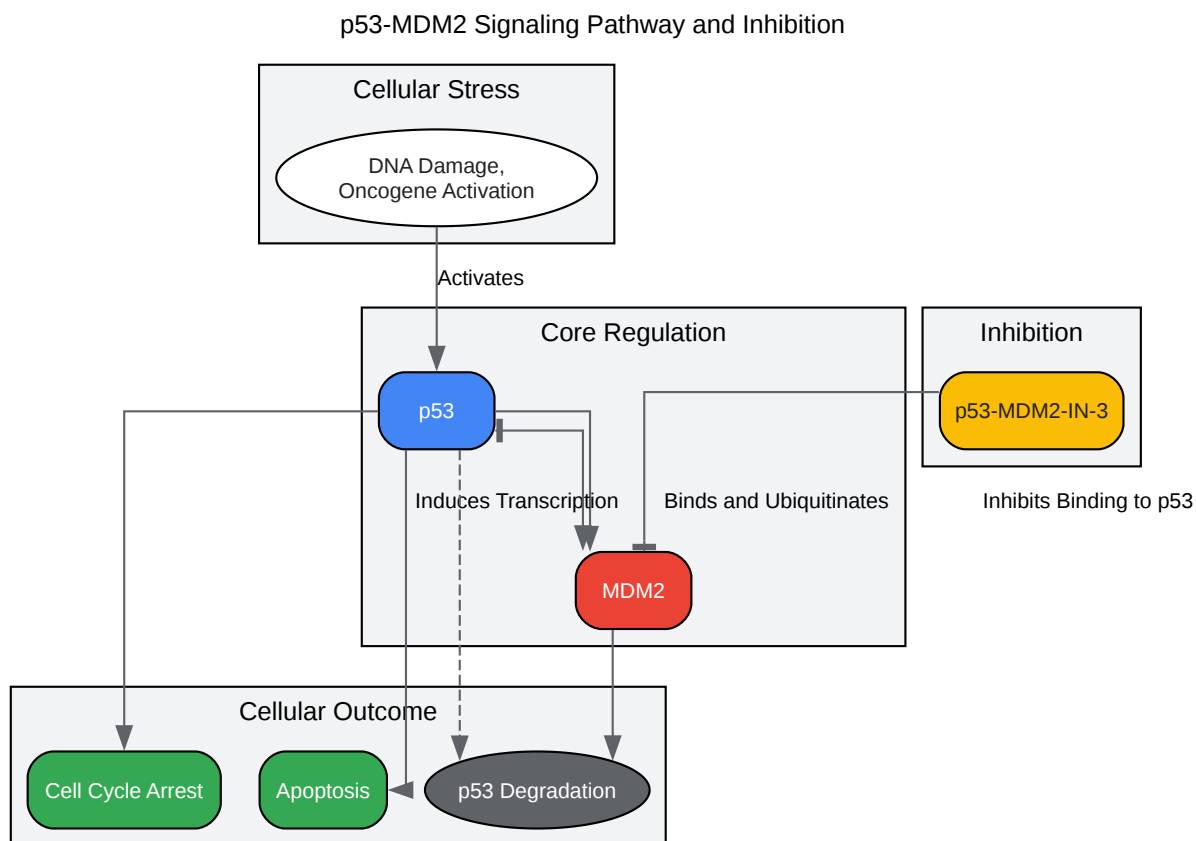 p53-MDM2 Signaling Pathway and Inhibition
Cellular Stress
DNA Damage,
Oncogene Activation
Activates
Core Regulation
Inhibition
p53
p53-MDM2-IN-3
Induces Transcription
Binds and Ubiquitinates
Inhibits Binding to p53
MDM2
Cellular Outcome
Cell Cycle Arrest
Apoptosis
p53 Degradation